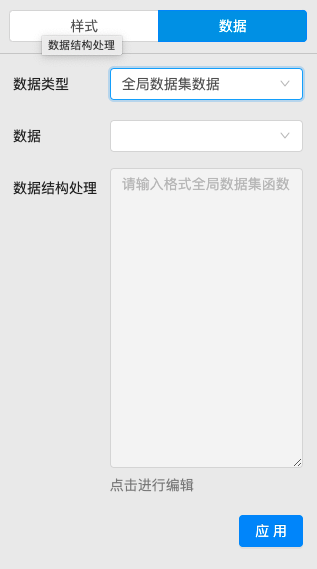 样式
数据
数据结构处理
数据类型
全局数据集数据
数据
数据结构处理
请输入格式全局数据集函数
点击进行编辑
应 用